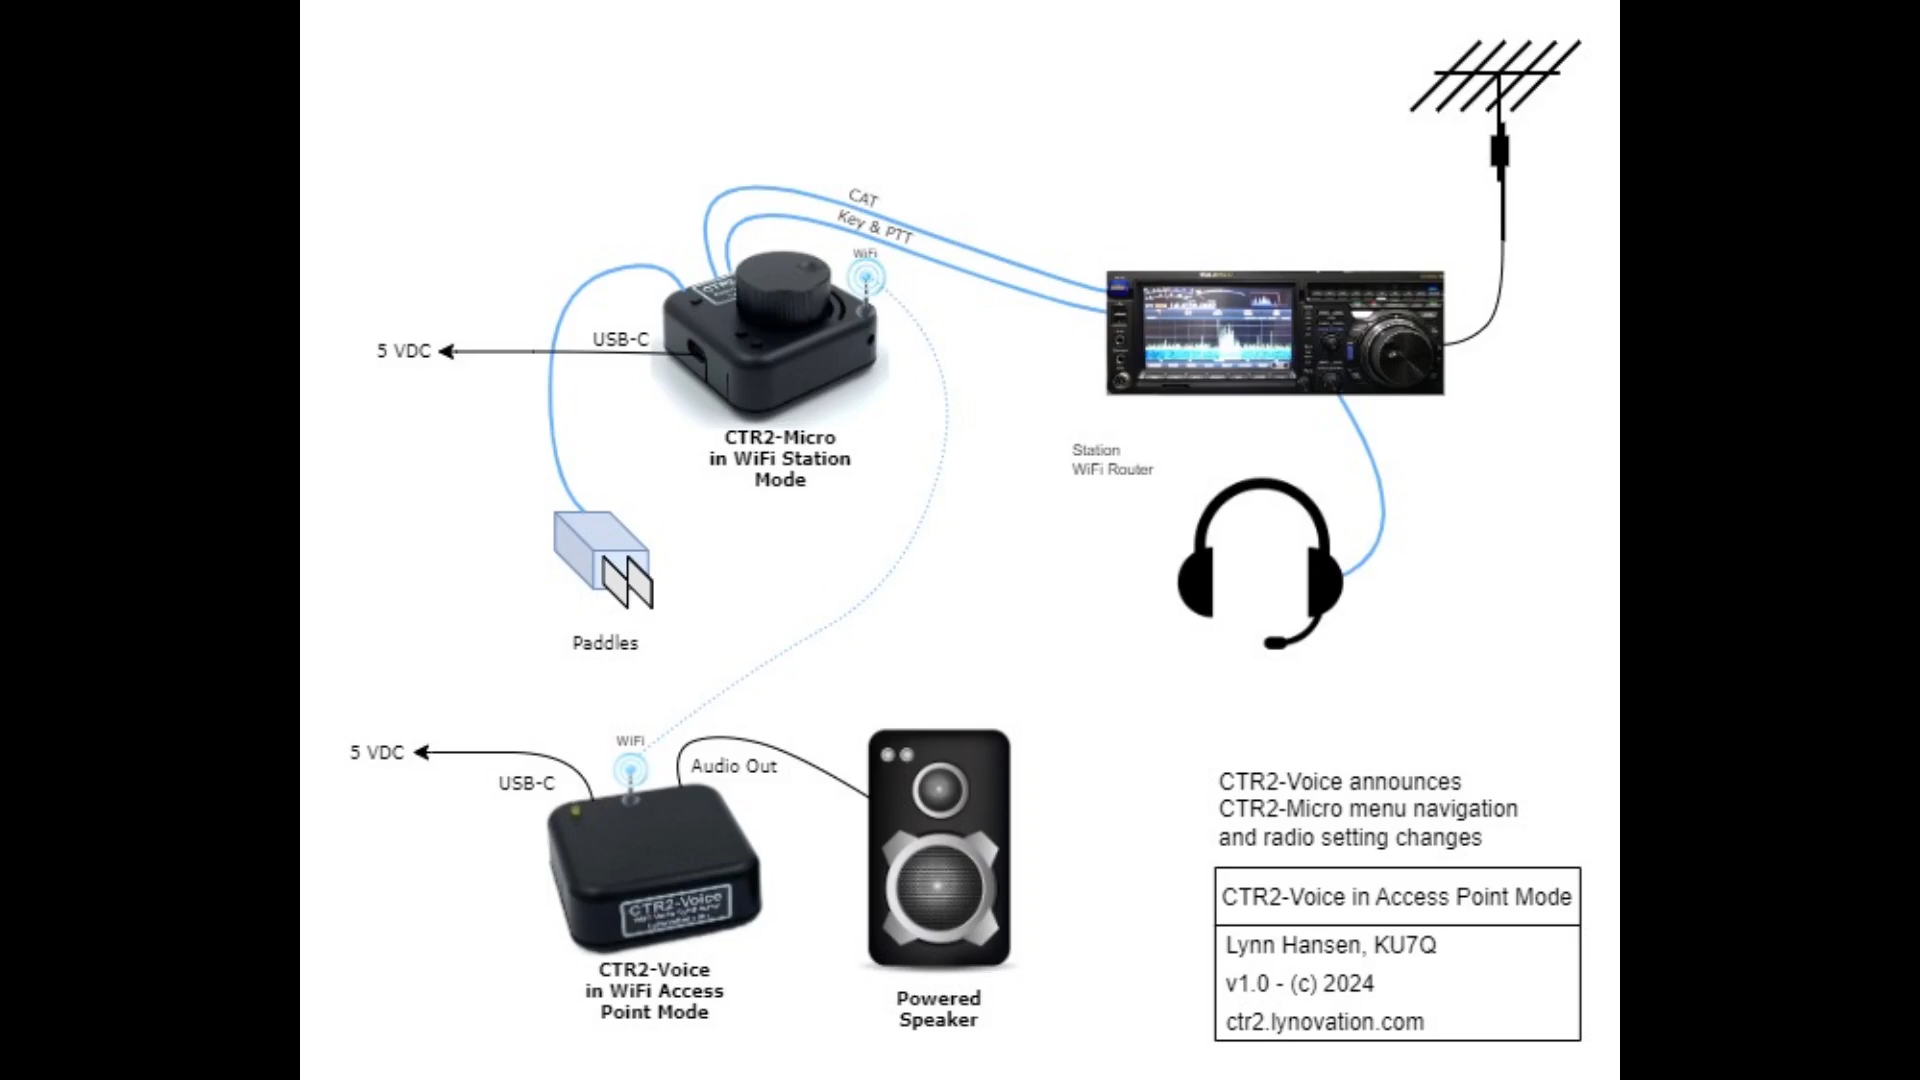 CAT
Key & PTT
WiFi
USB-C
5 VDC
CTR2-Micro
in WiFi Station
Mode
Station
WiFi Router
Paddles
5 VDC
WiFi
USB-C
Audio Out
CTR2-Voice
CTR2-Voice
in WiFi Access
Point Mode
Powered
Speaker
CTR2-Voice announces
CTR2-Micro menu navigation
and radio setting changes
CTR2-Voice in Access Point Mode
Lynn Hansen, KU7Q
v1.0 - (c) 2024
ctr2.lynovation.com